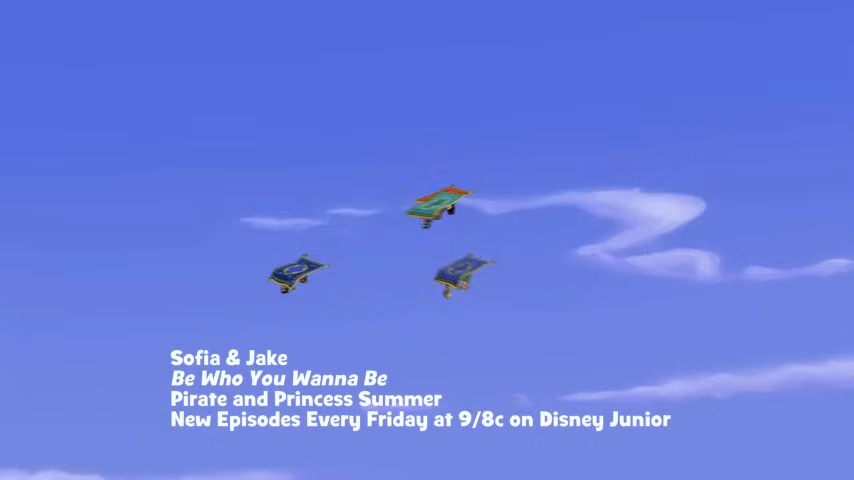 Sofia & Jake
Be Who You Wanna Be
Pirate and Princess Summer
New Episodes Every Friday at 9/8c on Disney Junior